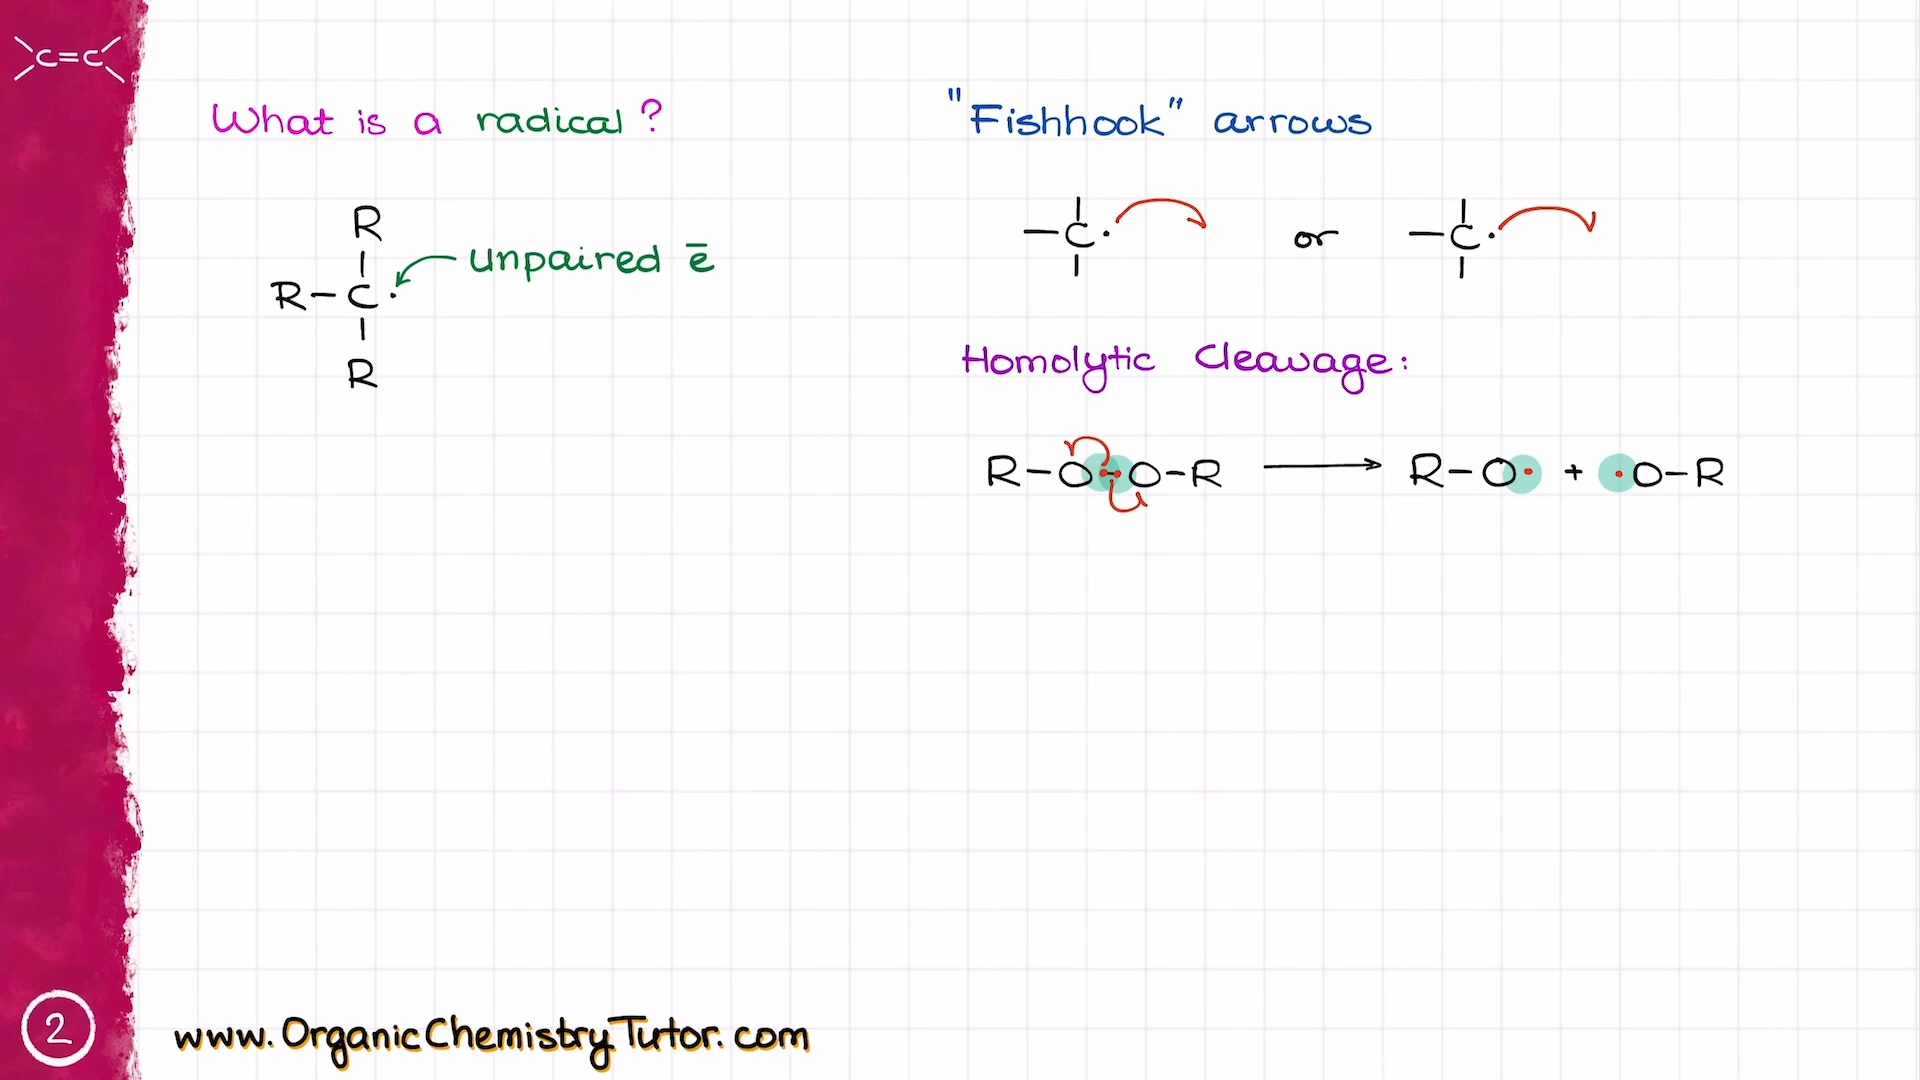 C=C
What is a radical?
R
R-C·
R
unpaired ē
"Fishhook" arrows
-C· or -C·
Homolytic Cleavage:
R-O··O-R → R-O· + ·O-R
2
www.OrganicChemistryTutor.com